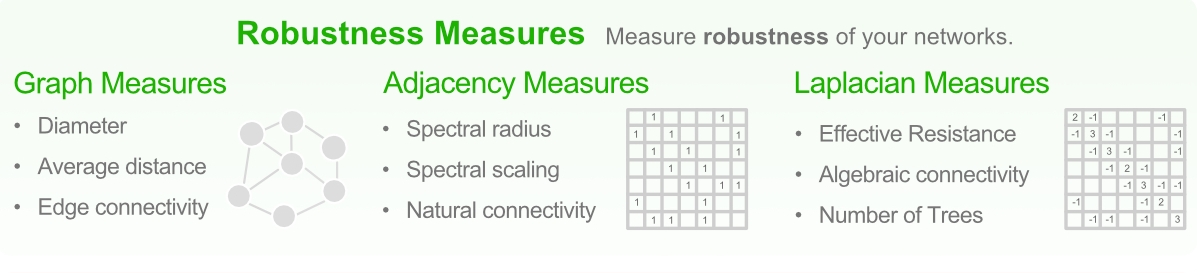 Robustness Measures Measure robustness of your networks.
Graph Measures
• Diameter
• Average distance
• Edge connectivity
Adjacency Measures
• Spectral radius
• Spectral scaling
• Natural connectivity
1 1
1 1 1
1 1 1
1 1
1 1 1
1 1
1 1 1
Laplacian Measures
• Effective Resistance
• Algebraic connectivity
• Number of Trees
2 -1 -1
-1 3 -1 -1
-1 3 -1 -1
-1 2 -1
-1 3 -1 -1
-1 -1 2
-1 -1 -1 3